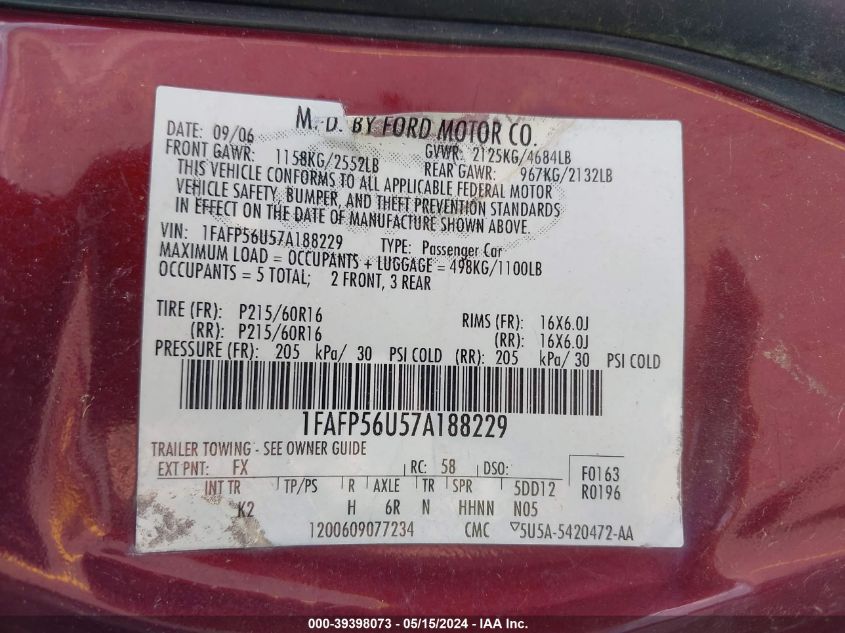 M. D. BY FORD MOTOR CO.
DATE: 09/06 GVWR: 2125KG/4684LB
FRONT GAWR: 1158KG/2552LB REAR GAWR: 967KG/2132LB
THIS VEHICLE CONFORMS TO ALL APPLICABLE FEDERAL MOTOR
VEHICLE SAFETY, BUMPER, AND THEFT PREVENTION STANDARDS
IN EFFECT ON THE DATE OF MANUFACTURE SHOWN ABOVE.
VIN: 1FAFP56U57A188229 TYPE: Passenger Car
MAXIMUM LOAD = OCCUPANTS + LUGGAGE = 498KG/1100LB
OCCUPANTS = 5 TOTAL; 2 FRONT, 3 REAR
TIRE (FR): P215/60R16 RIMS (FR): 16X6.0J
(RR): P215/60R16 (RR): 16X6.0J
PRESSURE (FR): 205 kPa/ 30 PSI COLD (RR): 205 kPa/ 30 PSI COLD
1FAFP56U57A188229
TRAILER TOWING - SEE OWNER GUIDE
EXT PNT: FX RC: 58 DSO: F0163
INT TR TP/PS R AXLE TR SPR 5DD12 R0196
K2 H 6R N HHNN N05
1200609077234 CMC ▽5U5A-5420472-AA
000-39398073 - 05/15/2024 - IAA Inc.